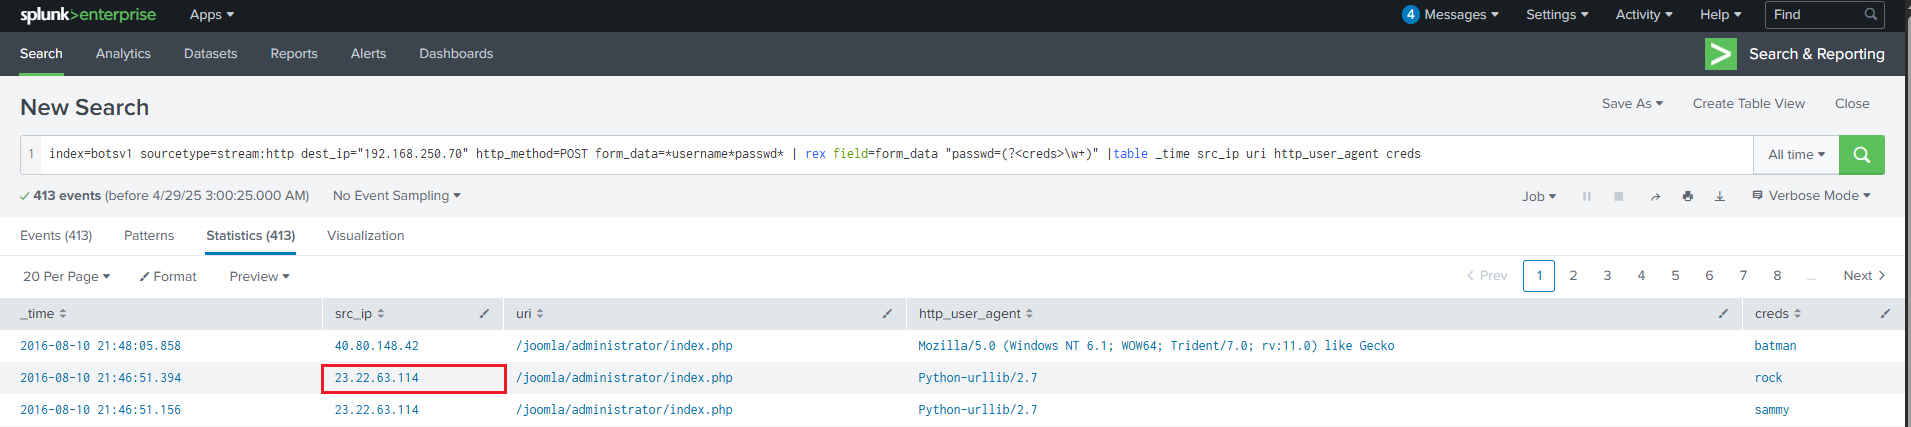 splunk>enterprise Apps 4 Messages Settings Activity Help Find
Search Analytics Datasets Reports Alerts Dashboards Search & Reporting
New Search Save As Create Table View Close
1 index=botsv1 sourcetype=stream:http dest_ip="192.168.250.70" http_method=POST form_data=*username*passwd* | rex field=form_data "passwd=(?<creds>\w+)" |table _time src_ip uri http_user_agent creds All time
413 events (before 4/29/25 3:00:25.000 AM) No Event Sampling Job Verbose Mode
Events (413) Patterns Statistics (413) Visualization
20 Per Page Format Preview < Prev 1 2 3 4 5 6 7 8 ... Next >
_time src_ip uri http_user_agent creds
2016-08-10 21:48:05.858 40.80.148.42 /joomla/administrator/index.php Mozilla/5.0 (Windows NT 6.1; WOW64; Trident/7.0; rv:11.0) like Gecko batman
2016-08-10 21:46:51.394 23.22.63.114 /joomla/administrator/index.php Python-urllib/2.7 rock
2016-08-10 21:46:51.156 23.22.63.114 /joomla/administrator/index.php Python-urllib/2.7 sammy